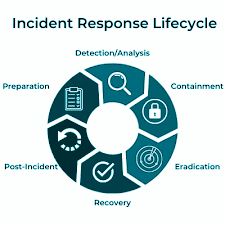 Incident Response Lifecycle
Detection/Analysis
Preparation
Containment
Post-Incident
Eradication
Recovery